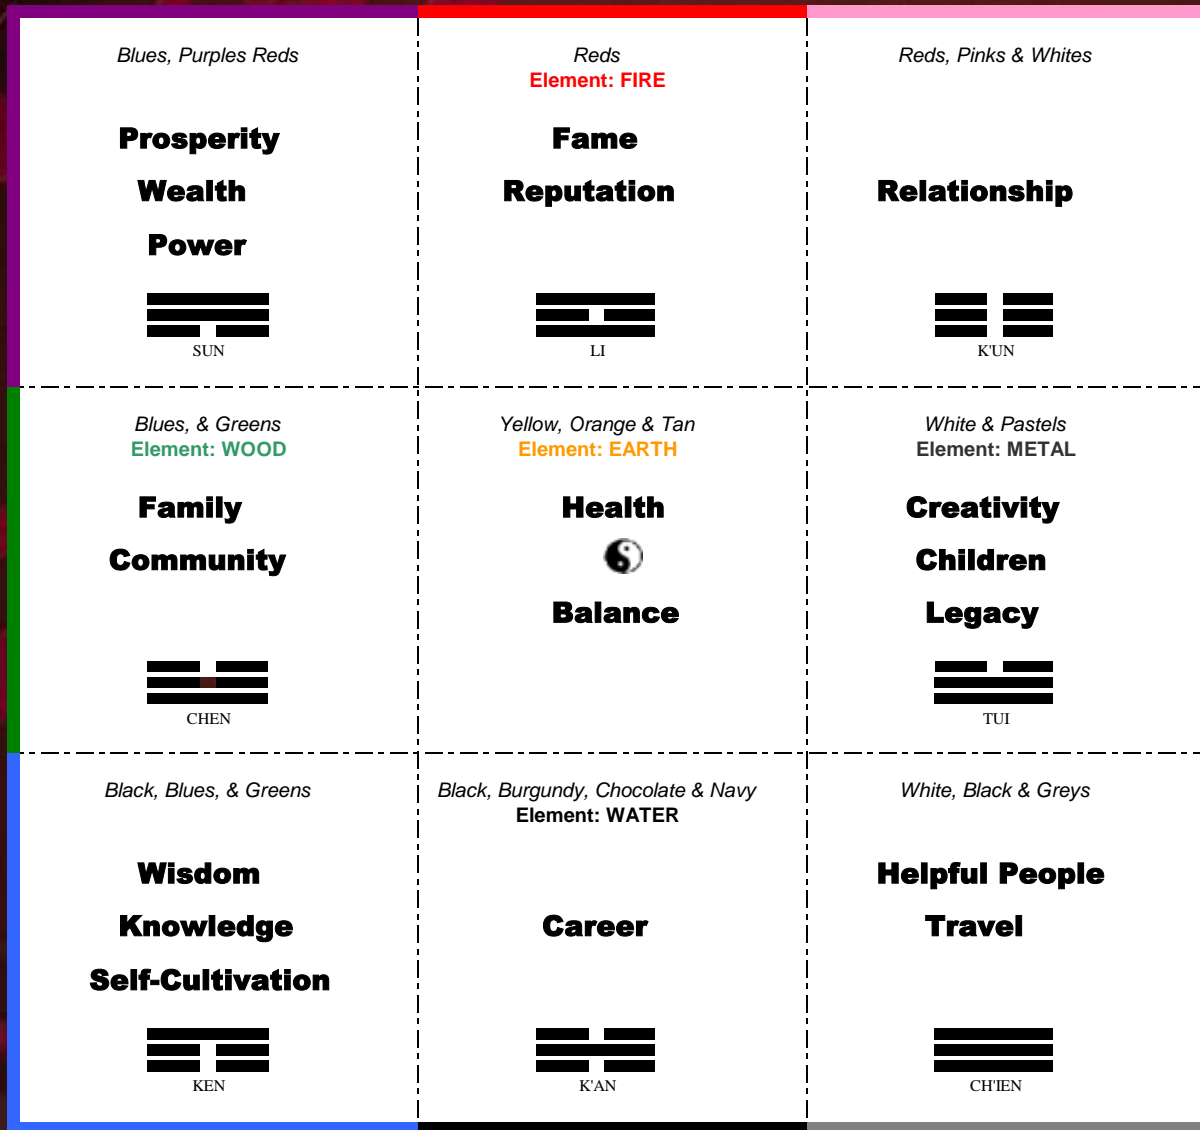 Blues, Purples Reds
Prosperity
Wealth
Power
SUN
Reds
Element: FIRE
Fame
Reputation
LI
Reds, Pinks & Whites
Relationship
K'UN
Blues, & Greens
Element: WOOD
Family
Community
CHEN
Yellow, Orange & Tan
Element: EARTH
Health
Balance
White & Pastels
Element: METAL
Creativity
Children
Legacy
TUI
Black, Blues, & Greens
Wisdom
Knowledge
Self-Cultivation
KEN
Black, Burgundy, Chocolate & Navy
Element: WATER
Career
K'AN
White, Black & Greys
Helpful People
Travel
CH'IEN